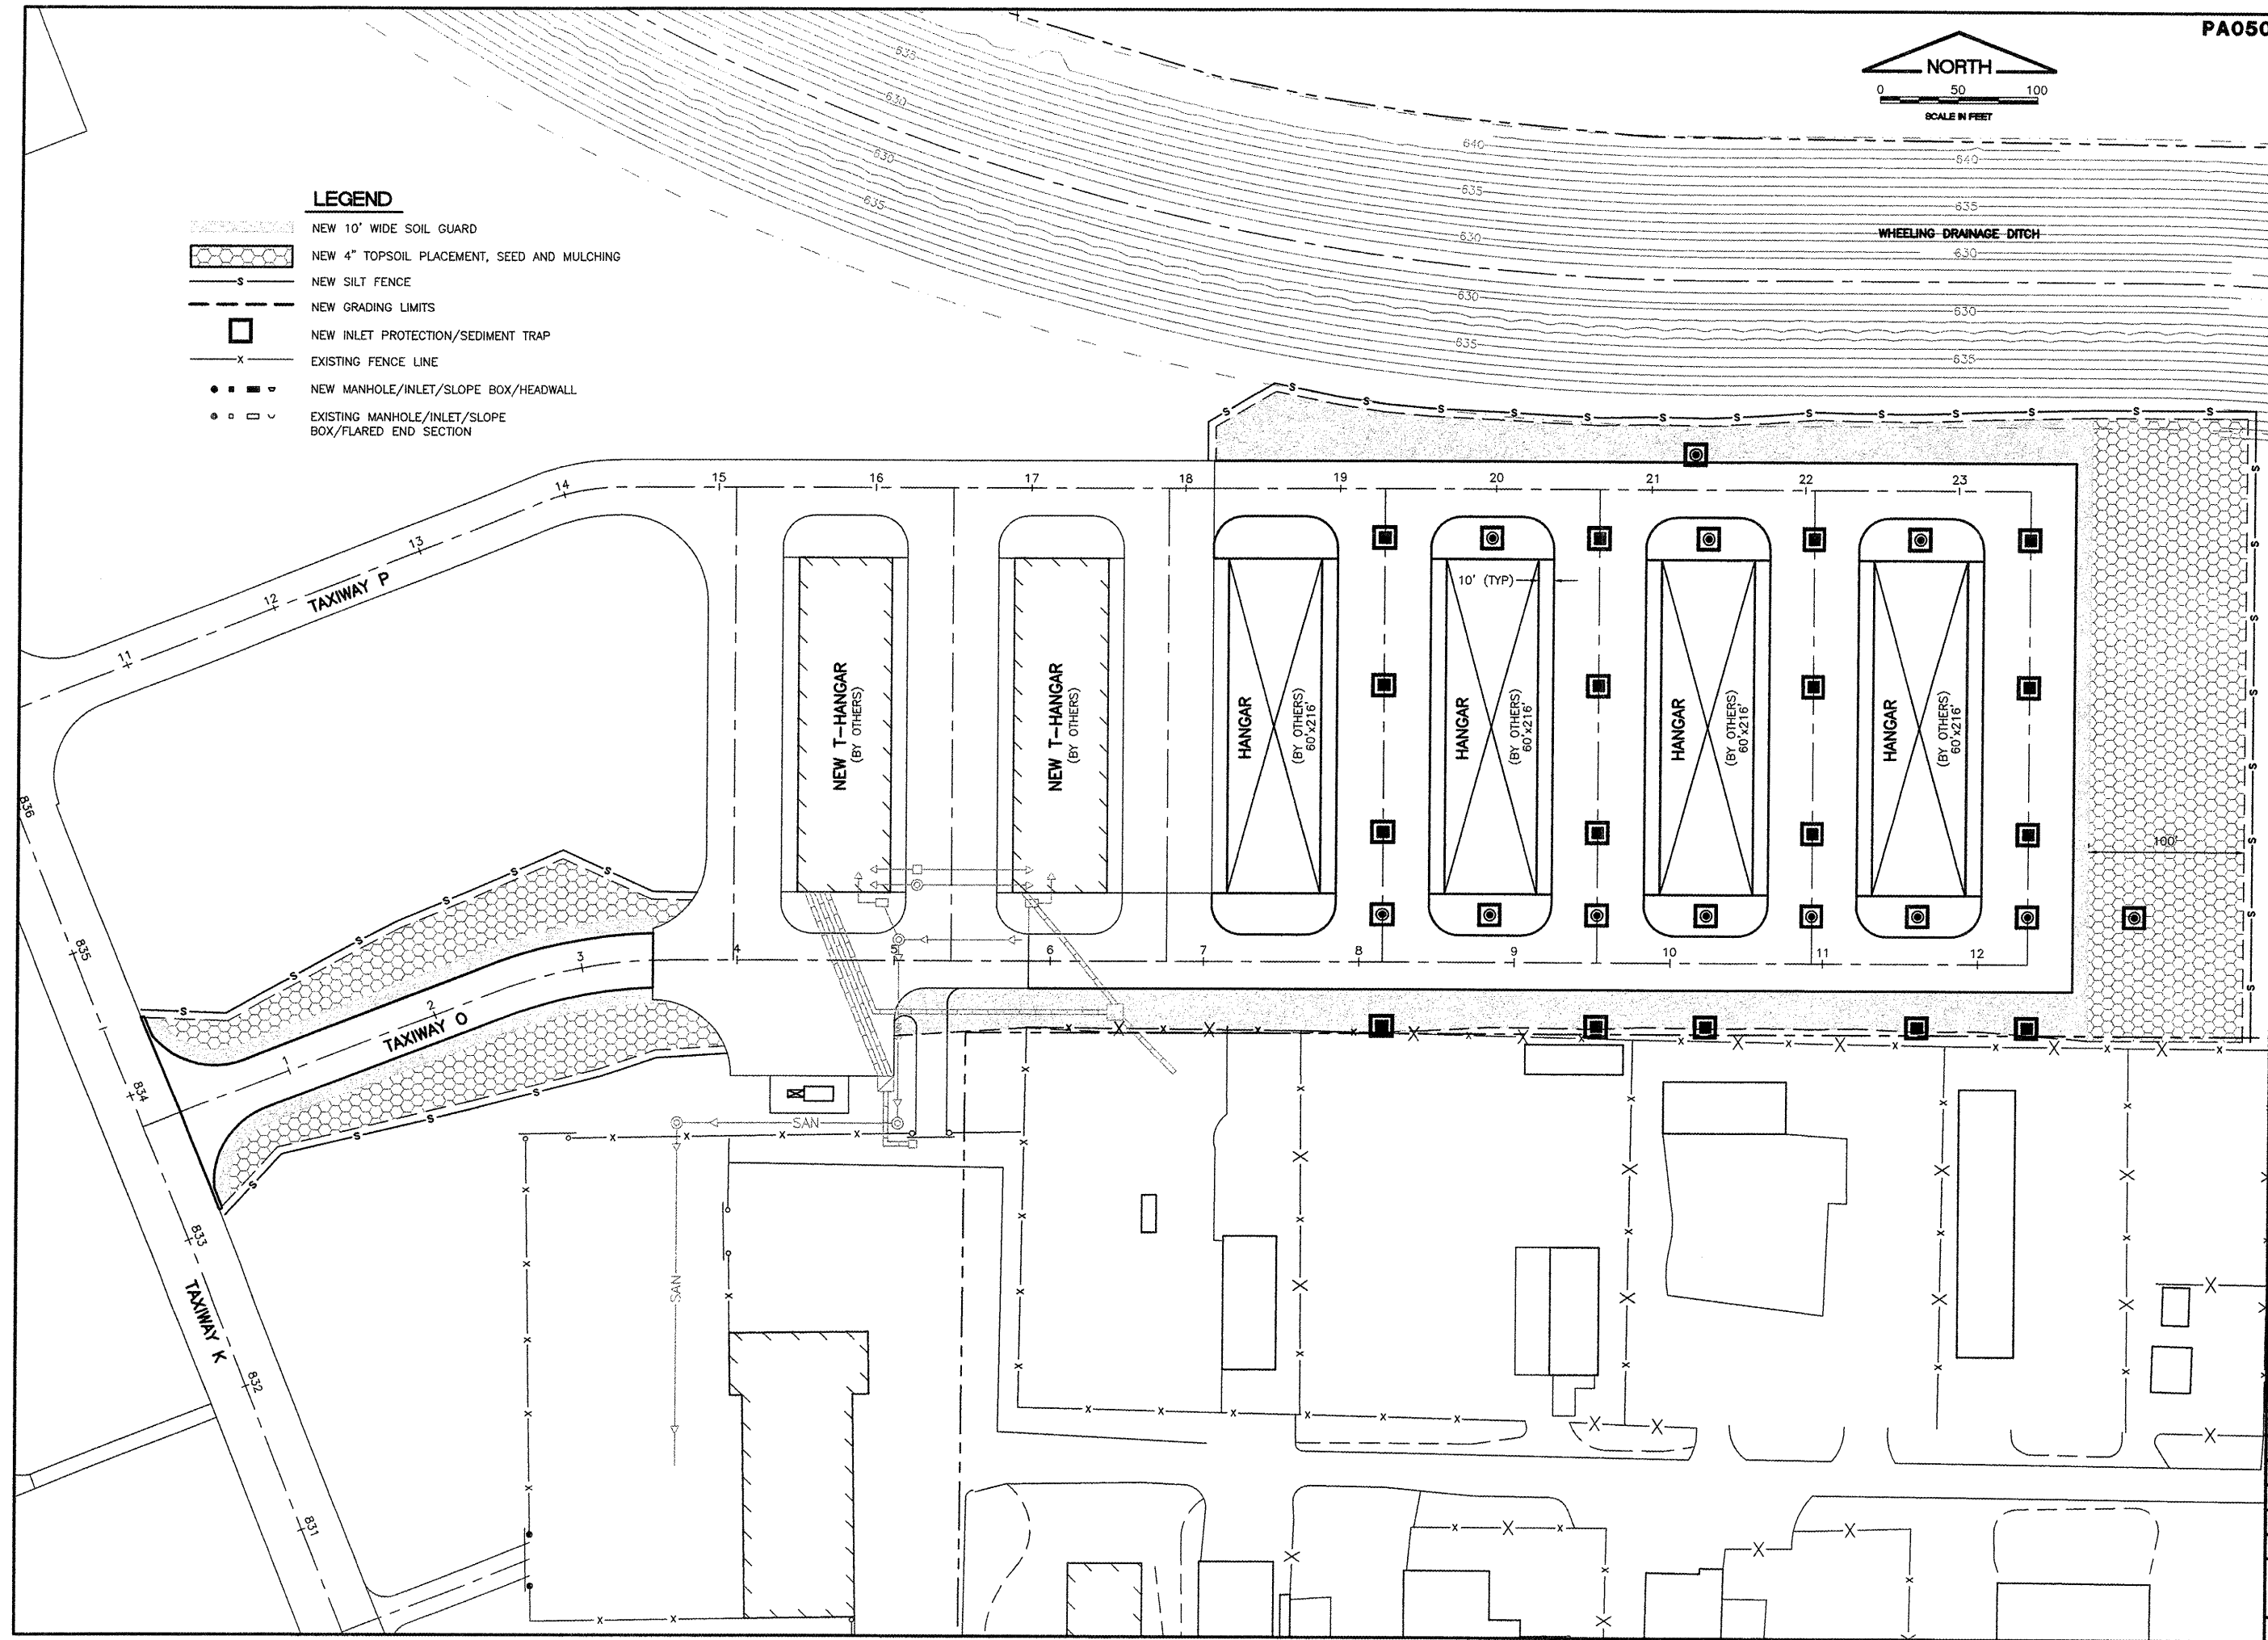 PA050
NORTH
0 50 100
SCALE IN FEET
LEGEND
NEW 10' WIDE SOIL GUARD
NEW 4" TOPSOIL PLACEMENT, SEED AND MULCHING
S
NEW SILT FENCE
NEW GRADING LIMITS
NEW INLET PROTECTION/SEDIMENT TRAP
X
EXISTING FENCE LINE
NEW MANHOLE/INLET/SLOPE BOX/HEADWALL
EXISTING MANHOLE/INLET/SLOPE
BOX/FLARED END SECTION
635
630
630
635
640
635
630
630
635
640
635
WHEELING DRAINAGE DITCH
630
630
635
15 16 17 18 19 20 21 22 23
14
13
12
11
TAXIWAY P
10' (TYP)
NEW T-HANGAR
(BY OTHERS)
NEW T-HANGAR
(BY OTHERS)
HANGAR
(BY OTHERS)
60'x216'
HANGAR
(BY OTHERS)
60'x216'
HANGAR
(BY OTHERS)
60'x216'
HANGAR
(BY OTHERS)
60'x216'
100'
1 2 3 4 5 6 7 8 9 10 11 12
TAXIWAY O
836
835
834
833
832
831
TAXIWAY K
SAN
SAN